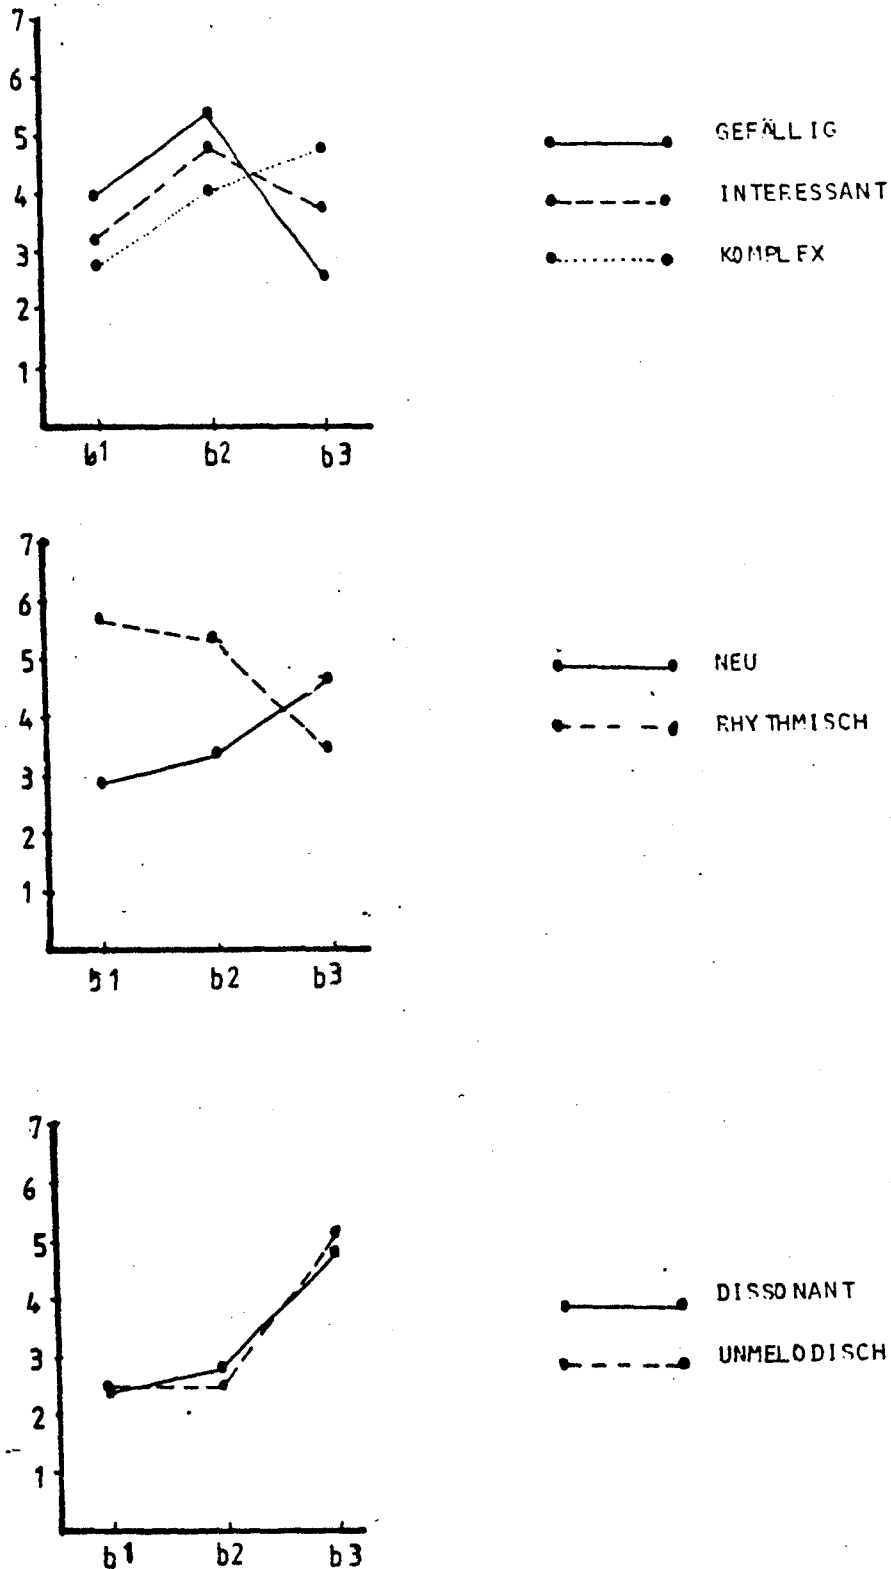 7
6
5
4
3
2
1
b1 b2 b3
GEFÄLLIG
INTERESSANT
KOMPLEX
7
6
5
4
3
2
1
b1 b2 b3
NEU
RHYTHMISCH
7
6
5
4
3
2
1
b1 b2 b3
DISSONANT
UNMELODISCH